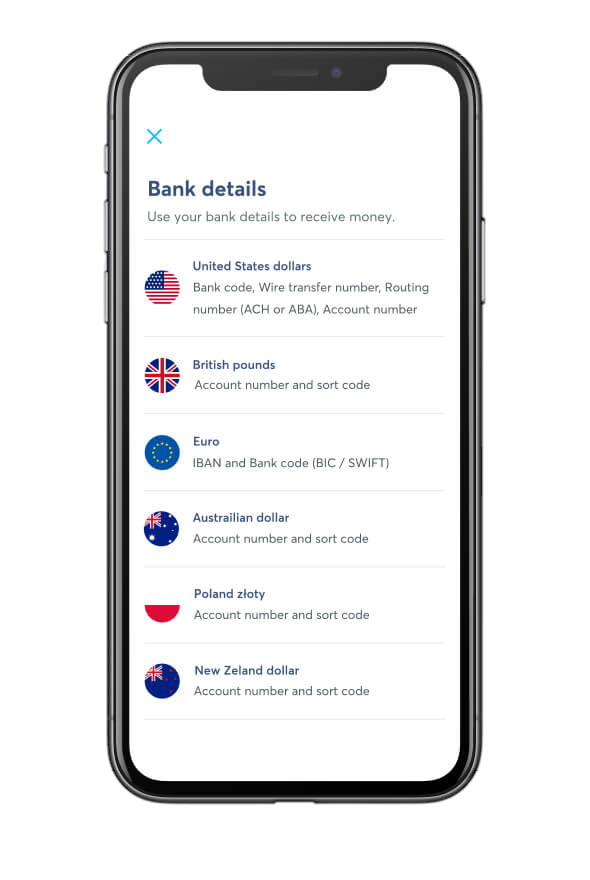 Bank details
Use your bank details to receive money.
United States dollars
Bank code, Wire transfer number, Routing
number (ACH or ABA), Account number
British pounds
Account number and sort code
Euro
IBAN and Bank code (BIC / SWIFT)
Austrailian dollar
Account number and sort code
Poland złoty
Account number and sort code
New Zeland dollar
Account number and sort code